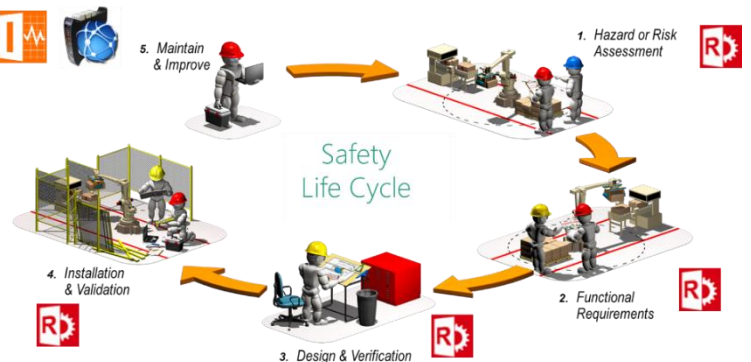 Safety
Life Cycle
1. Hazard or Risk
Assessment
R
2. Functional
Requirements
R
3. Design & Verification
R
4. Installation
& Validation
R
5. Maintain
& Improve